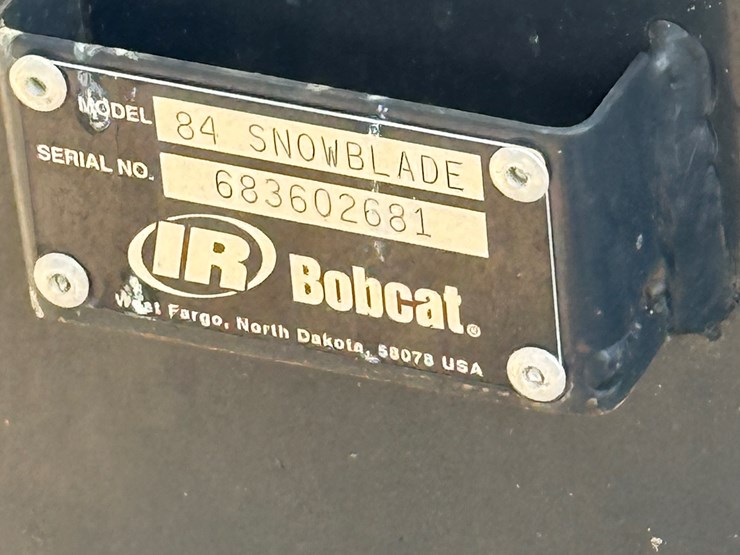 MODEL 84 SNOWBLADE
SERIAL NO. 683602681
IR Bobcat®
West Fargo, North Dakota, 58078 USA